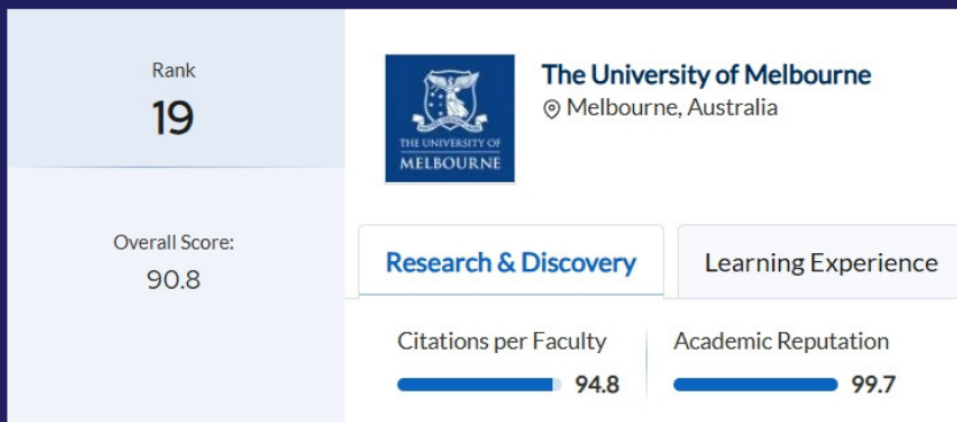 Rank
19
Overall Score:
90.8
THE UNIVERSITY OF
MELBOURNE
The University of Melbourne
Melbourne, Australia
Research & Discovery
Learning Experience
Citations per Faculty
94.8
Academic Reputation
99.7